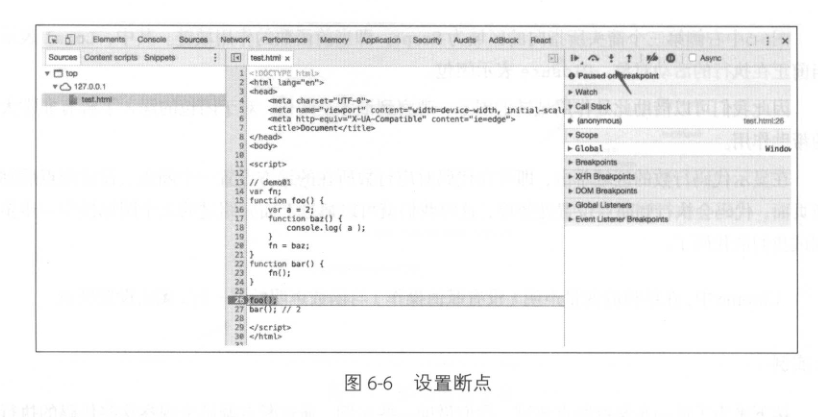 Elements Console Sources Network Performance Memory Application Security Audits AdBlock React
Sources Content scripts Snippets
test.html ×
Async
top
127.0.0.1
test.html
1 <!DOCTYPE html>
2 <html lang="en">
3 <head>
4 <meta charset="UTF-8">
5 <meta name="viewport" content="width=device-width, initial-scale
6 <meta http-equiv="X-UA-Compatible" content="ie=edge">
7 <title>Document</title>
8 </head>
9 <body>
10
11 <script>
12
13 // demo01
14 var fn;
15 function foo() {
16 var a = 2;
17 function baz() {
18 console.log( a );
19 }
20 fn = baz;
21 }
22 function bar() {
23 fn();
24 }
25
26 foo();
27 bar(); // 2
28
29 </script>
30 </html>
31
Paused on breakpoint
Watch
Call Stack
(anonymous) test.html:26
Scope
Global Window
Breakpoints
XHR Breakpoints
DOM Breakpoints
Global Listeners
Event Listener Breakpoints
图 6-6 设置断点